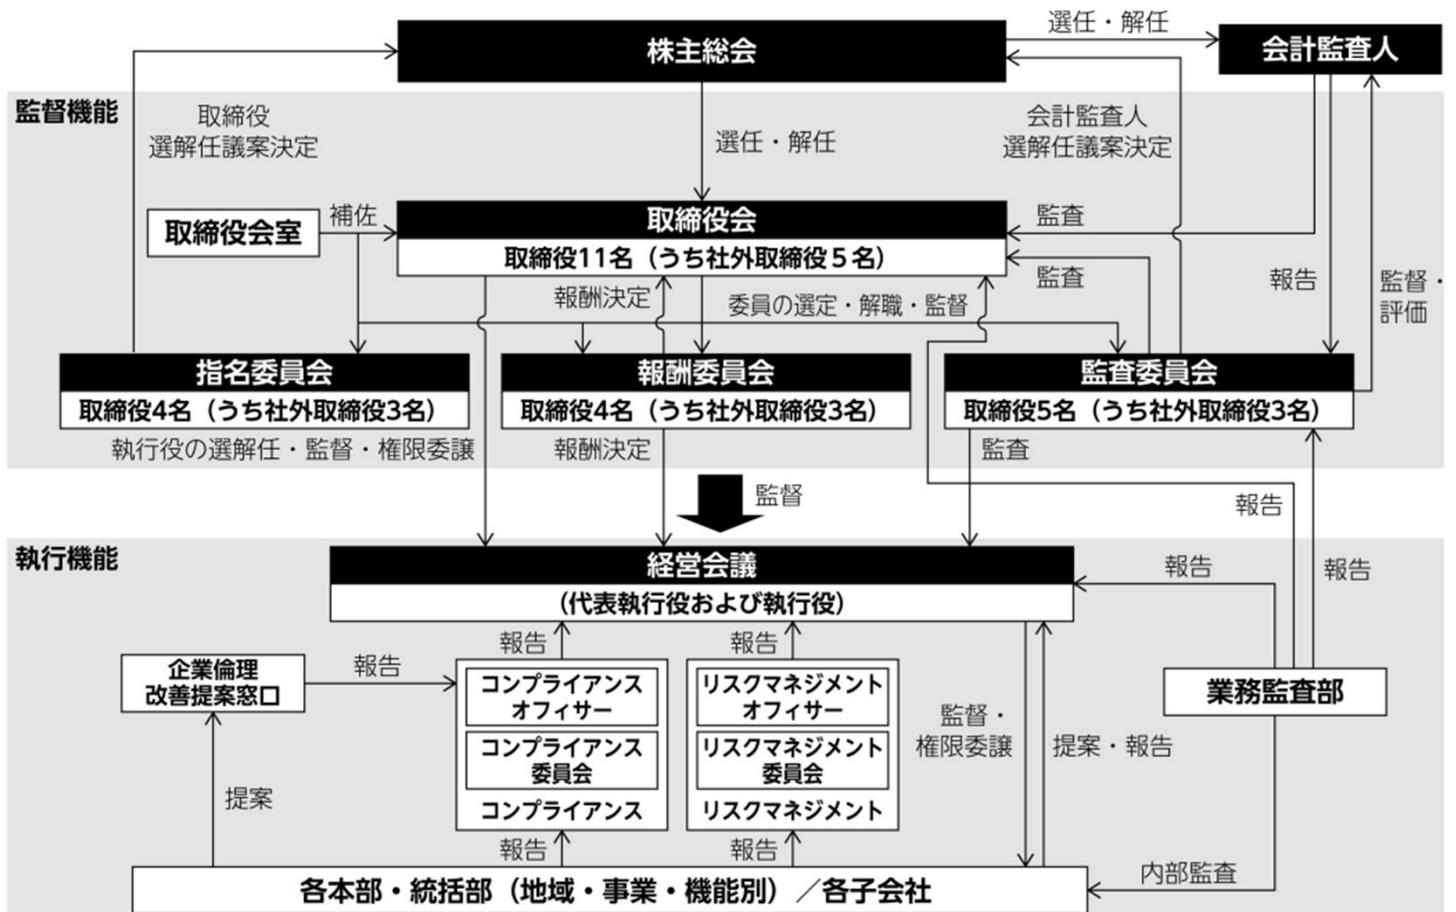 選任・解任
株主総会
会計監査人
監督機能
取締役
選解任議案決定
選任・解任
会計監査人
選解任議案決定
取締役会室
補佐
取締役会
取締役11名（うち社外取締役５名）
監査
監査
報告
監督・
評価
報酬決定
委員の選定・解職・監督
指名委員会
取締役4名（うち社外取締役3名）
報酬委員会
取締役4名（うち社外取締役3名）
監査委員会
取締役5名（うち社外取締役3名）
執行役の選解任・監督・権限委譲
報酬決定
監査
監督
報告
執行機能
経営会議
（代表執行役および執行役）
報告
報告
報告
報告
企業倫理
改善提案窓口
報告
コンプライアンス
オフィサー
コンプライアンス
委員会
コンプライアンス
リスクマネジメント
オフィサー
リスクマネジメント
委員会
リスクマネジメント
監督・
権限委譲
提案・報告
業務監査部
提案
報告
報告
内部監査
各本部・統括部（地域・事業・機能別）／各子会社